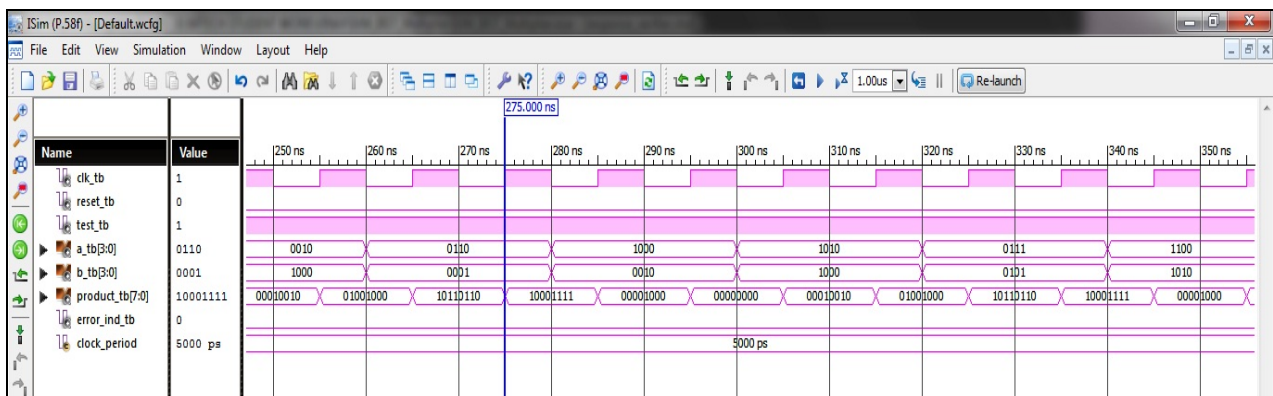 ISim (P.58f) - [Default.wcfg]
File Edit View Simulation Window Layout Help
1.00us Re-launch
275.000 ns
Name Value 250 ns 260 ns 270 ns 280 ns 290 ns 300 ns 310 ns 320 ns 330 ns 340 ns 350 ns
clk_tb 1
reset_tb 0
test_tb 1
a_tb[3:0] 0110 0010 0110 1000 1010 0111 1100
b_tb[3:0] 0001 1000 0001 0010 1000 0101 1010
product_tb[7:0] 10001111 00010010 01001000 10110110 10001111 00001000 00000000 00010010 01001000 10110110 10001111 00001000
error_ind_tb 0
clock_period 5000 ps 5000 ps